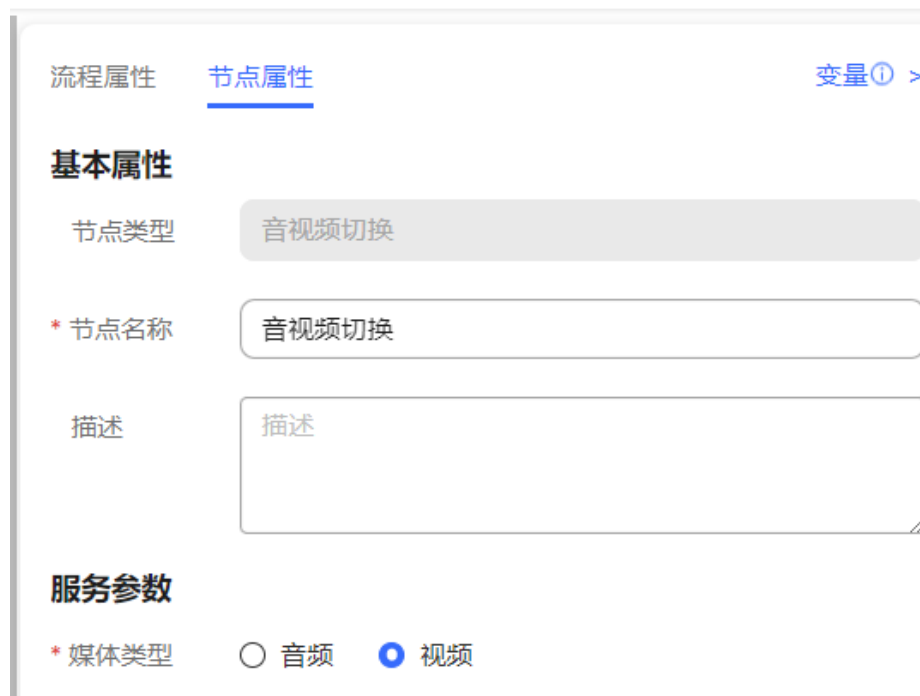 流程属性 节点属性 变量 >
基本属性
节点类型 音视频切换
* 节点名称 音视频切换
描述 描述
服务参数
* 媒体类型 音频 视频